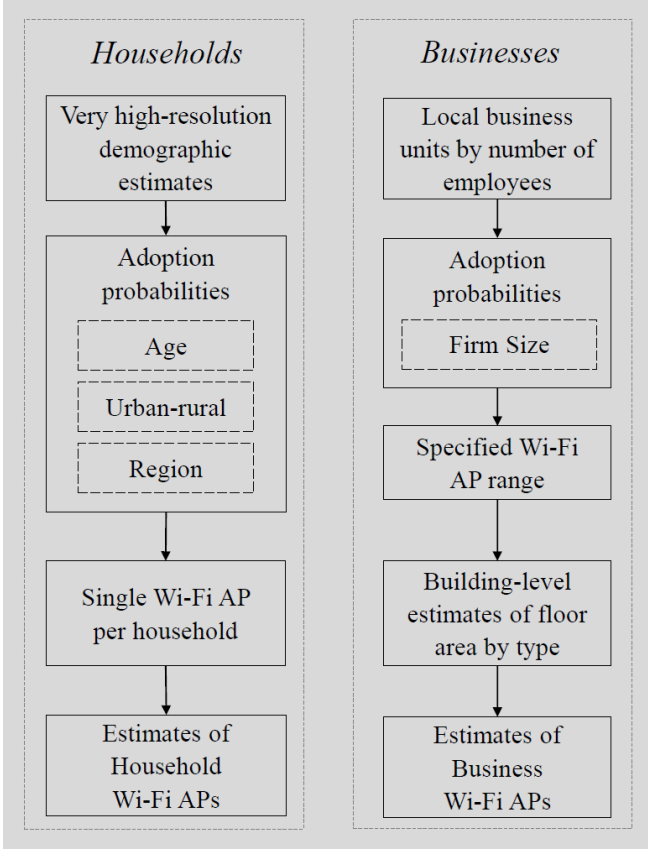 Households
Very high-resolution
demographic
estimates
Adoption
probabilities
Age
Urban-rural
Region
Single Wi-Fi AP
per household
Estimates of
Household
Wi-Fi APs
Businesses
Local business
units by number of
employees
Adoption
probabilities
Firm Size
Specified Wi-Fi
AP range
Building-level
estimates of floor
area by type
Estimates of
Business
Wi-Fi APs